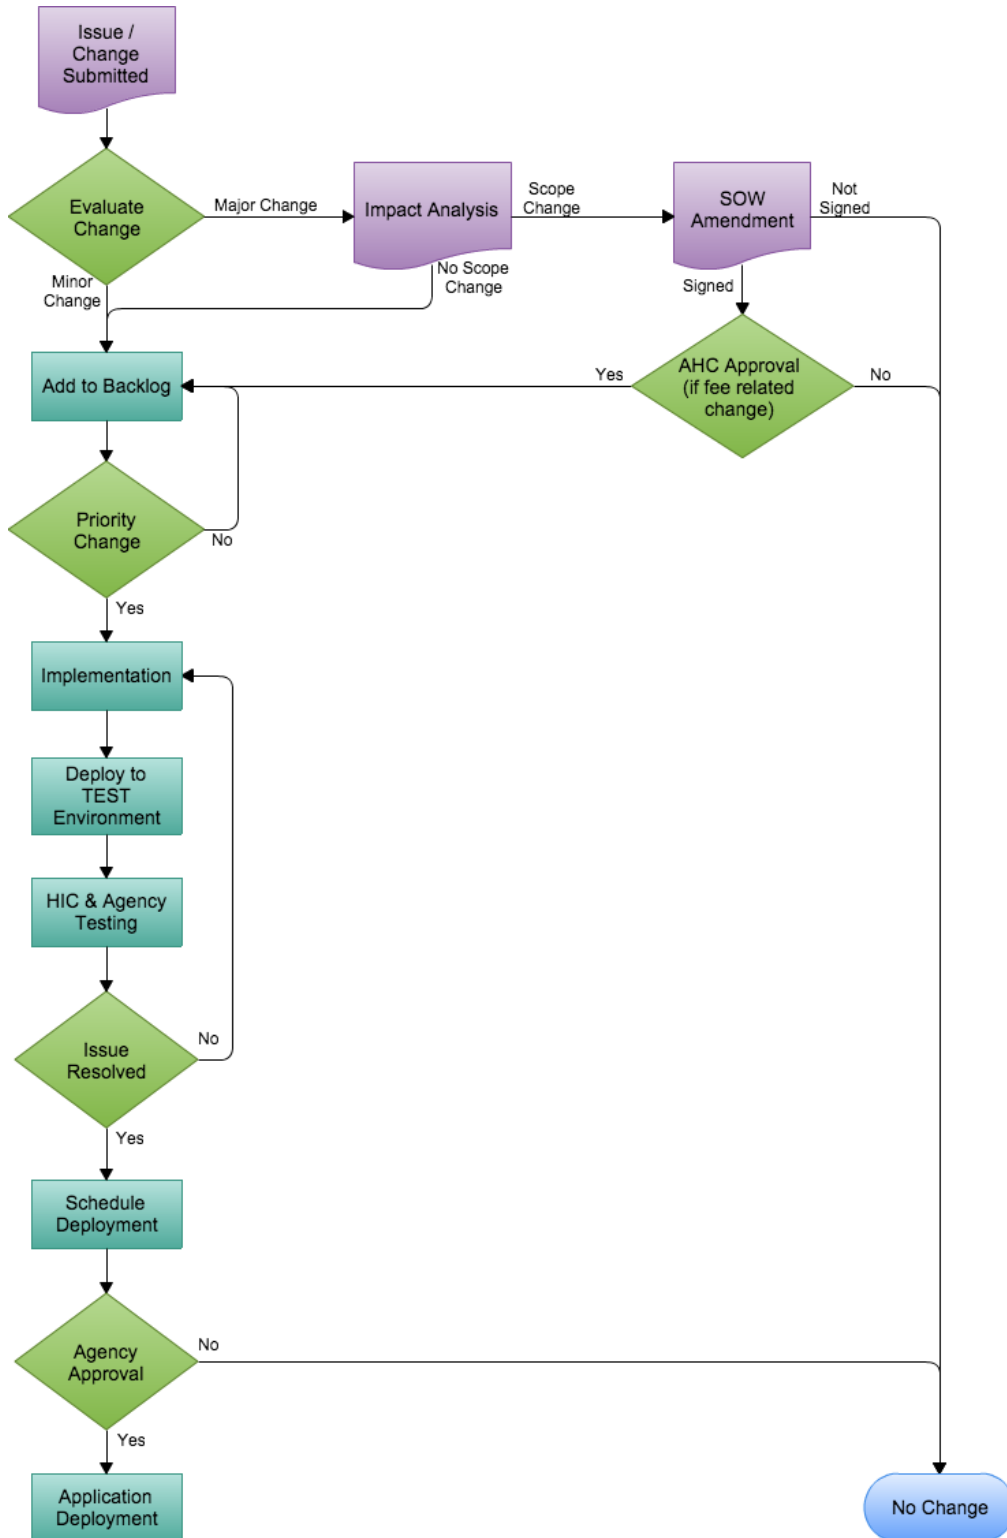 Issue /
Change
Submitted
Evaluate
Change
Major Change
Impact Analysis
Scope
Change
SOW
Amendment
Not
Signed
Minor
Change
No Scope
Change
Signed
Add to Backlog
Yes
AHC Approval
(if fee related
change)
No
Priority
Change
No
Yes
Implementation
Deploy to
TEST
Environment
HIC & Agency
Testing
Issue
Resolved
No
Yes
Schedule
Deployment
Agency
Approval
No
Yes
Application
Deployment
No Change